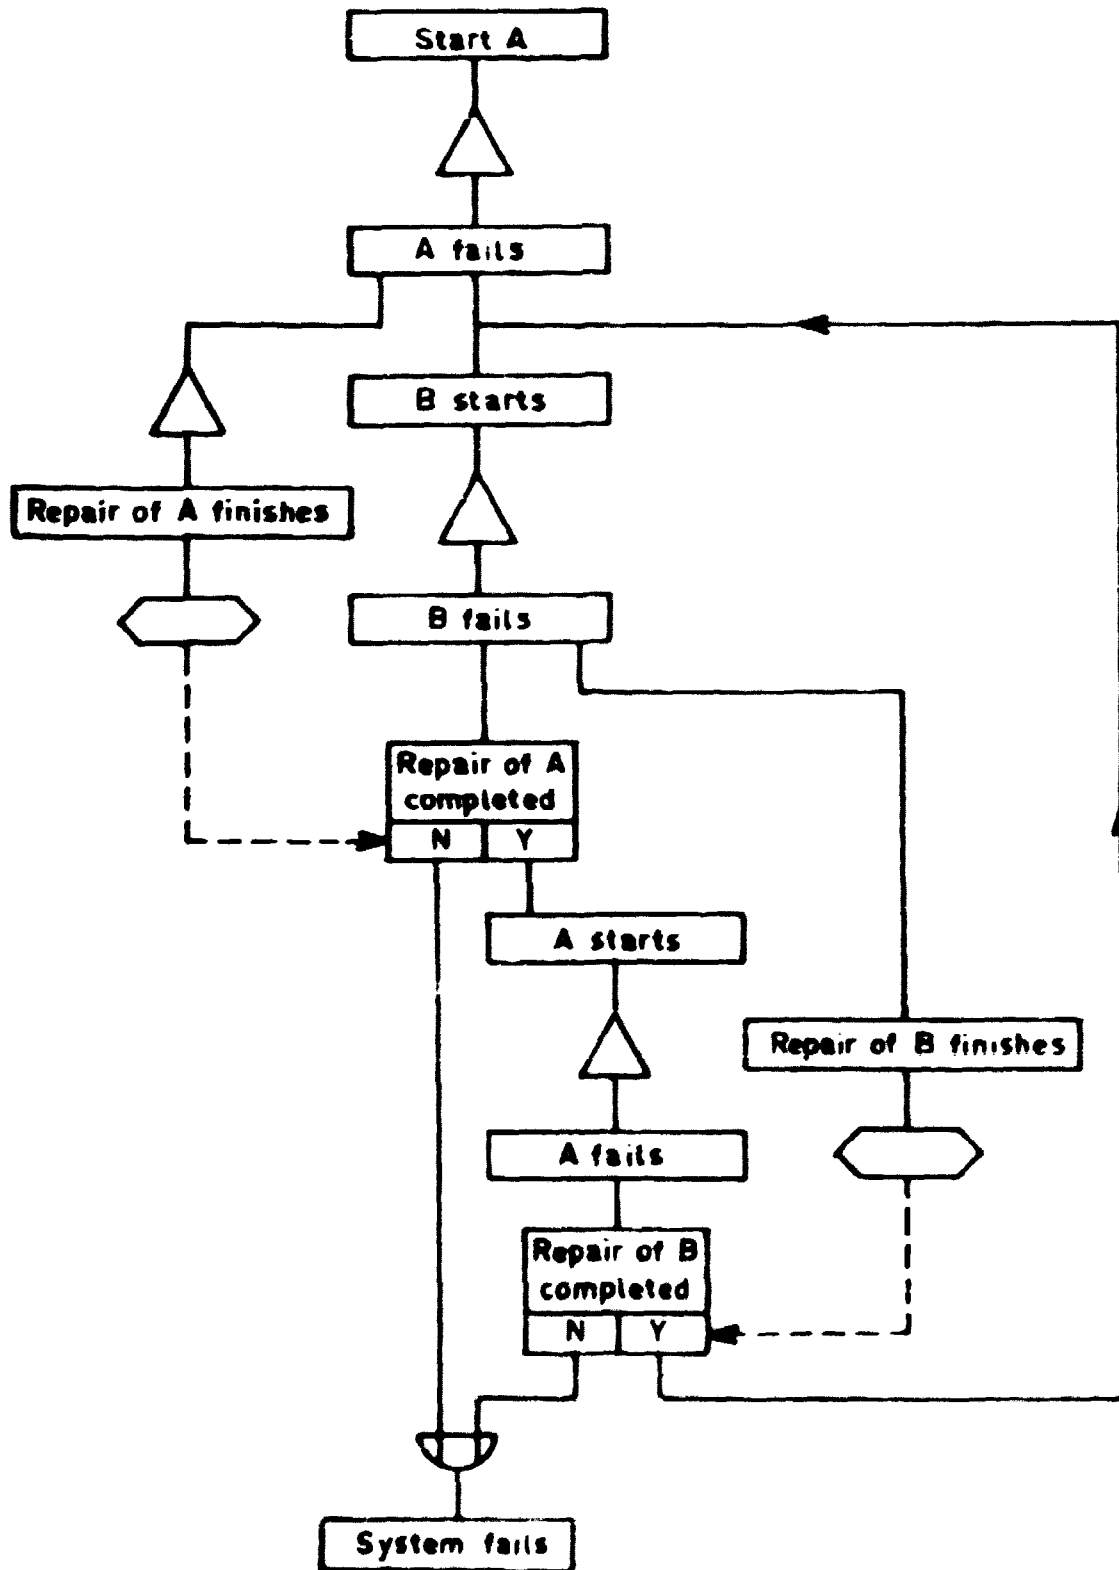 Start A
A fails
B starts
Repair of A finishes
B fails
Repair of A
completed
N Y
A starts
Repair of B finishes
A fails
Repair of B
completed
N Y
System fails